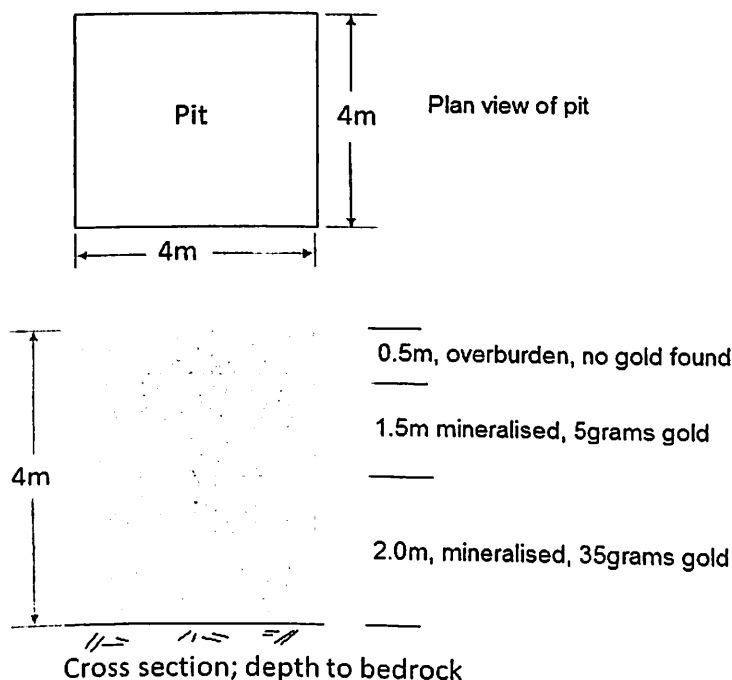 Pit
4m
Plan view of pit
4m
0.5m, overburden, no gold found
1.5m mineralised, 5grams gold
4m
2.0m, mineralised, 35grams gold
Cross section; depth to bedrock